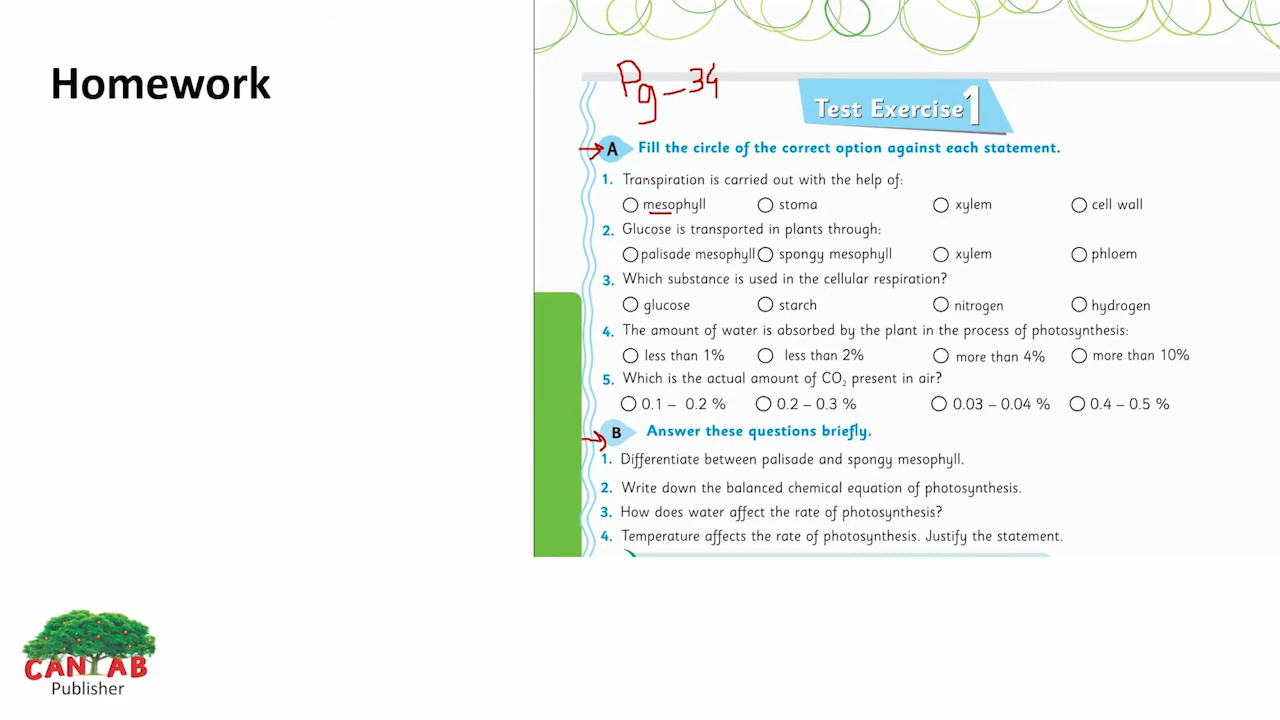 Homework
Pg - 34
Test Exercise 1
A Fill the circle of the correct option against each statement.
1. Transpiration is carried out with the help of:
mesophyll stoma xylem cell wall
2. Glucose is transported in plants through:
palisade mesophyll spongy mesophyll xylem phloem
3. Which substance is used in the cellular respiration?
glucose starch nitrogen hydrogen
4. The amount of water is absorbed by the plant in the process of photosynthesis:
less than 1% less than 2% more than 4% more than 10%
5. Which is the actual amount of CO₂ present in air?
0.1 – 0.2 % 0.2 – 0.3 % 0.03 – 0.04 % 0.4 – 0.5 %
B Answer these questions briefly.
1. Differentiate between palisade and spongy mesophyll.
2. Write down the balanced chemical equation of photosynthesis.
3. How does water affect the rate of photosynthesis?
4. Temperature affects the rate of photosynthesis. Justify the statement.
CANTAB
Publisher